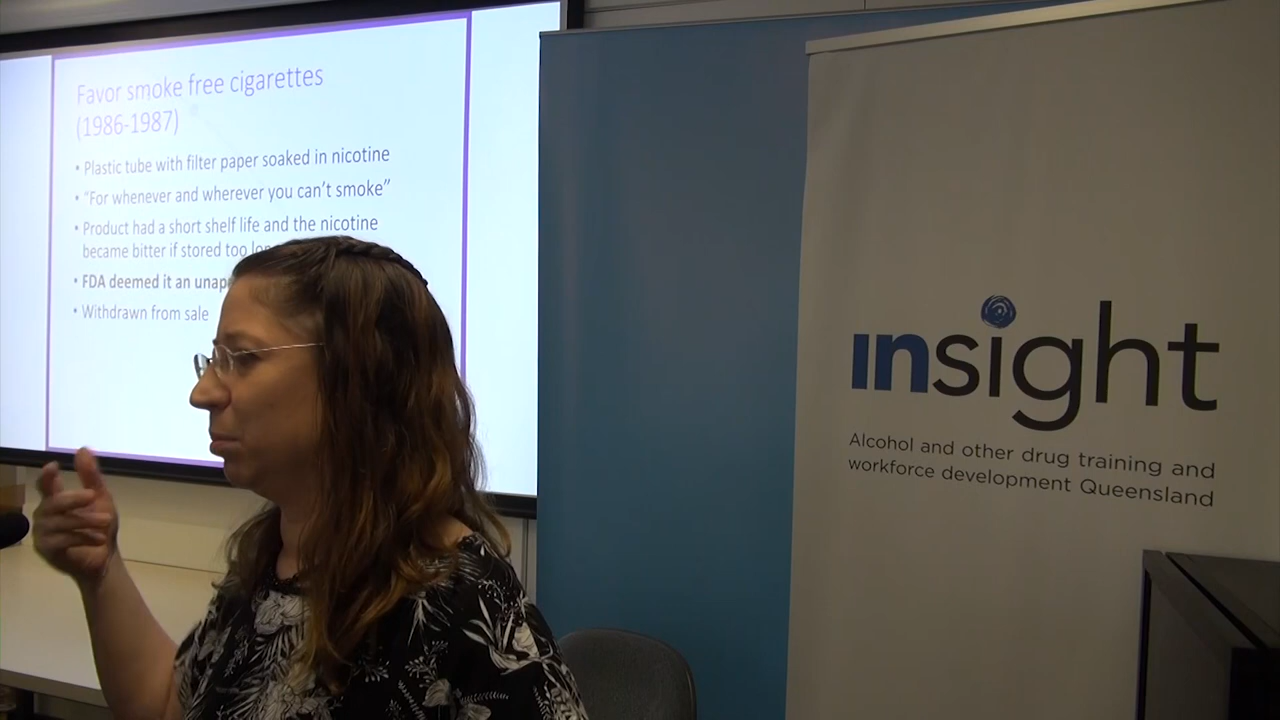 Favor smoke free cigarettes
(1986-1987)
• Plastic tube with filter paper soaked in nicotine
• “For whenever and wherever you can’t smoke”
• Product had a short shelf life and the nicotine
became bitter if stored too
• FDA deemed it an
• Withdrawn from sale
insight
Alcohol and other drug training and
workforce development Queensland